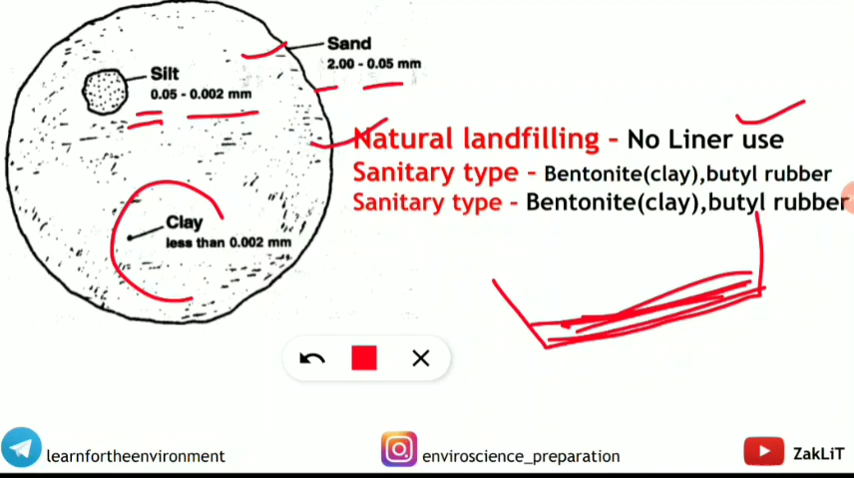 Sand
2.00 - 0.05 mm
Silt
0.05 - 0.002 mm
Natural landfilling - No Liner use
Sanitary type - Bentonite(clay),butyl rubber
Sanitary type - Bentonite(clay),butyl rubber
Clay
less than 0.002 mm
learnfortheenvironment
enviroscience_preparation
ZakLiT